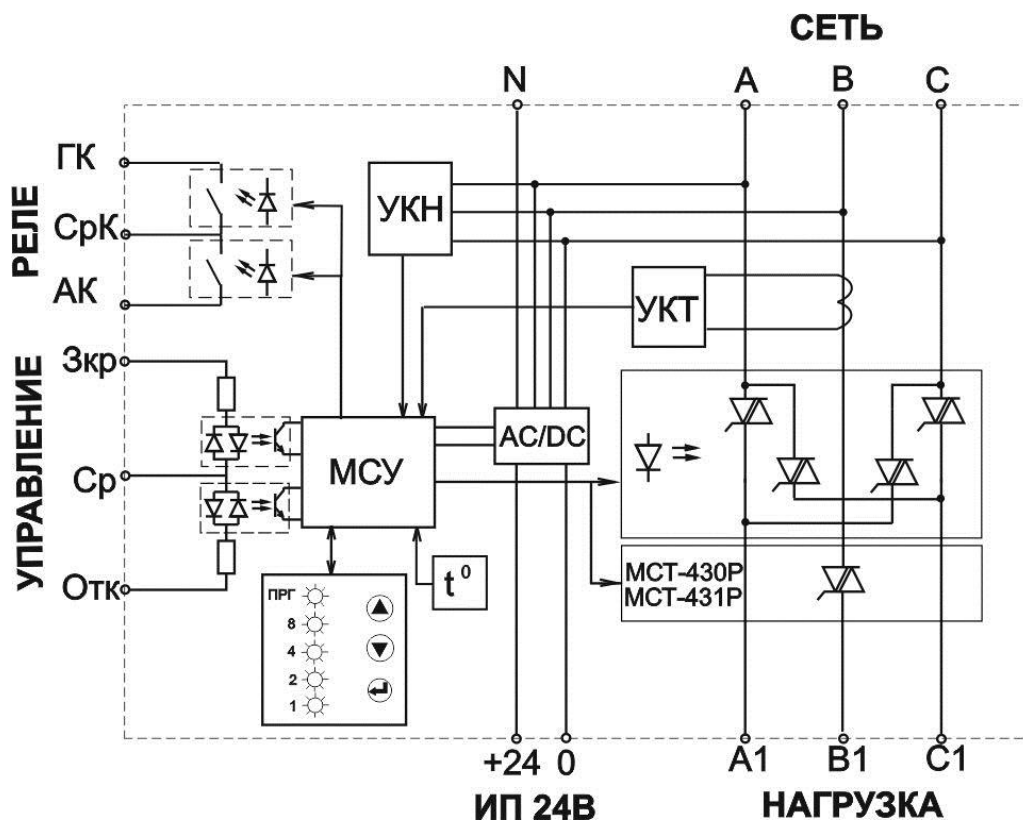 СЕТЬ
N
A
B
C
РЕЛЕ
ГК
СрК
АК
УКН
УКТ
УПРАВЛЕНИЕ
Зкр
Ср
Отк
МСУ
AC/DC
t⁰
ПРГ
8
4
2
1
МСТ-430Р
МСТ-431Р
+24
0
A1
B1
C1
ИП 24В
НАГРУЗКА